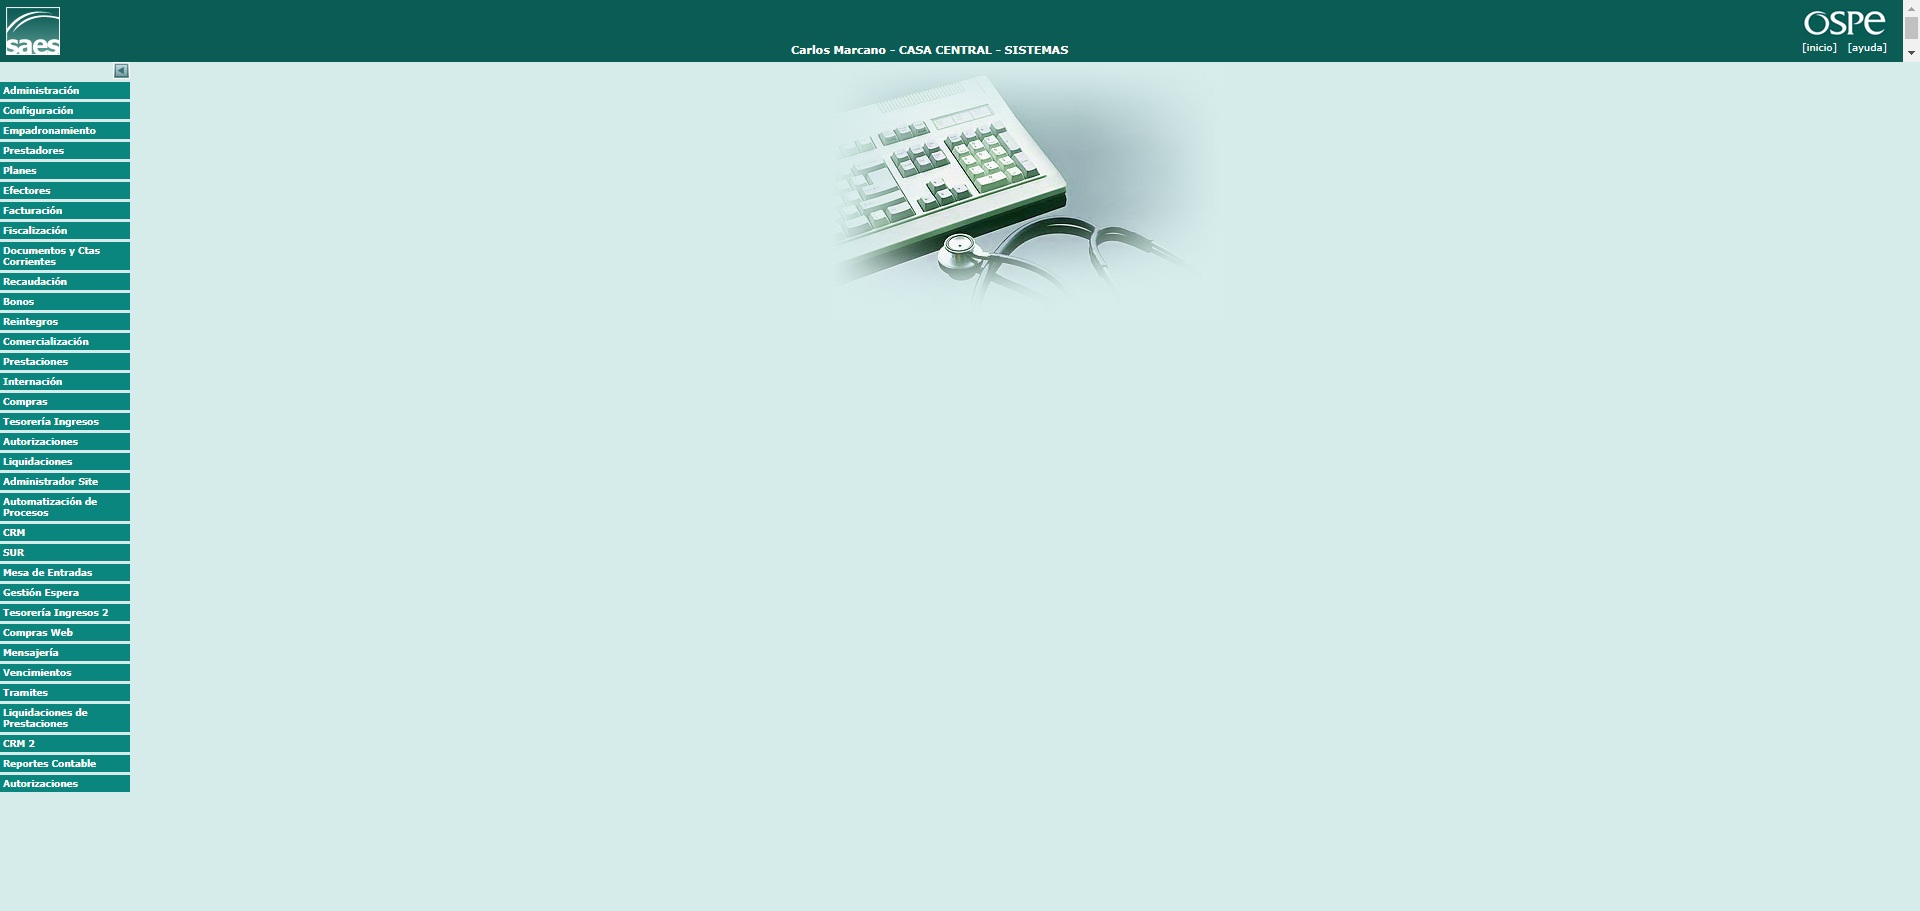 saes
Carlos Marcano - CASA CENTRAL - SISTEMAS
OSPe
[inicio] [ayuda]
Administración
Configuración
Empadronamiento
Prestadores
Planes
Efectores
Facturación
Fiscalización
Documentos y Ctas
Corrientes
Recaudación
Bonos
Reintegros
Comercialización
Prestaciones
Internación
Compras
Tesorería Ingresos
Autorizaciones
Liquidaciones
Administrador Site
Automatización de
Procesos
CRM
SUR
Mesa de Entradas
Gestión Espera
Tesorería Ingresos 2
Compras Web
Mensajería
Vencimientos
Tramites
Liquidaciones de
Prestaciones
CRM 2
Reportes Contable
Autorizaciones